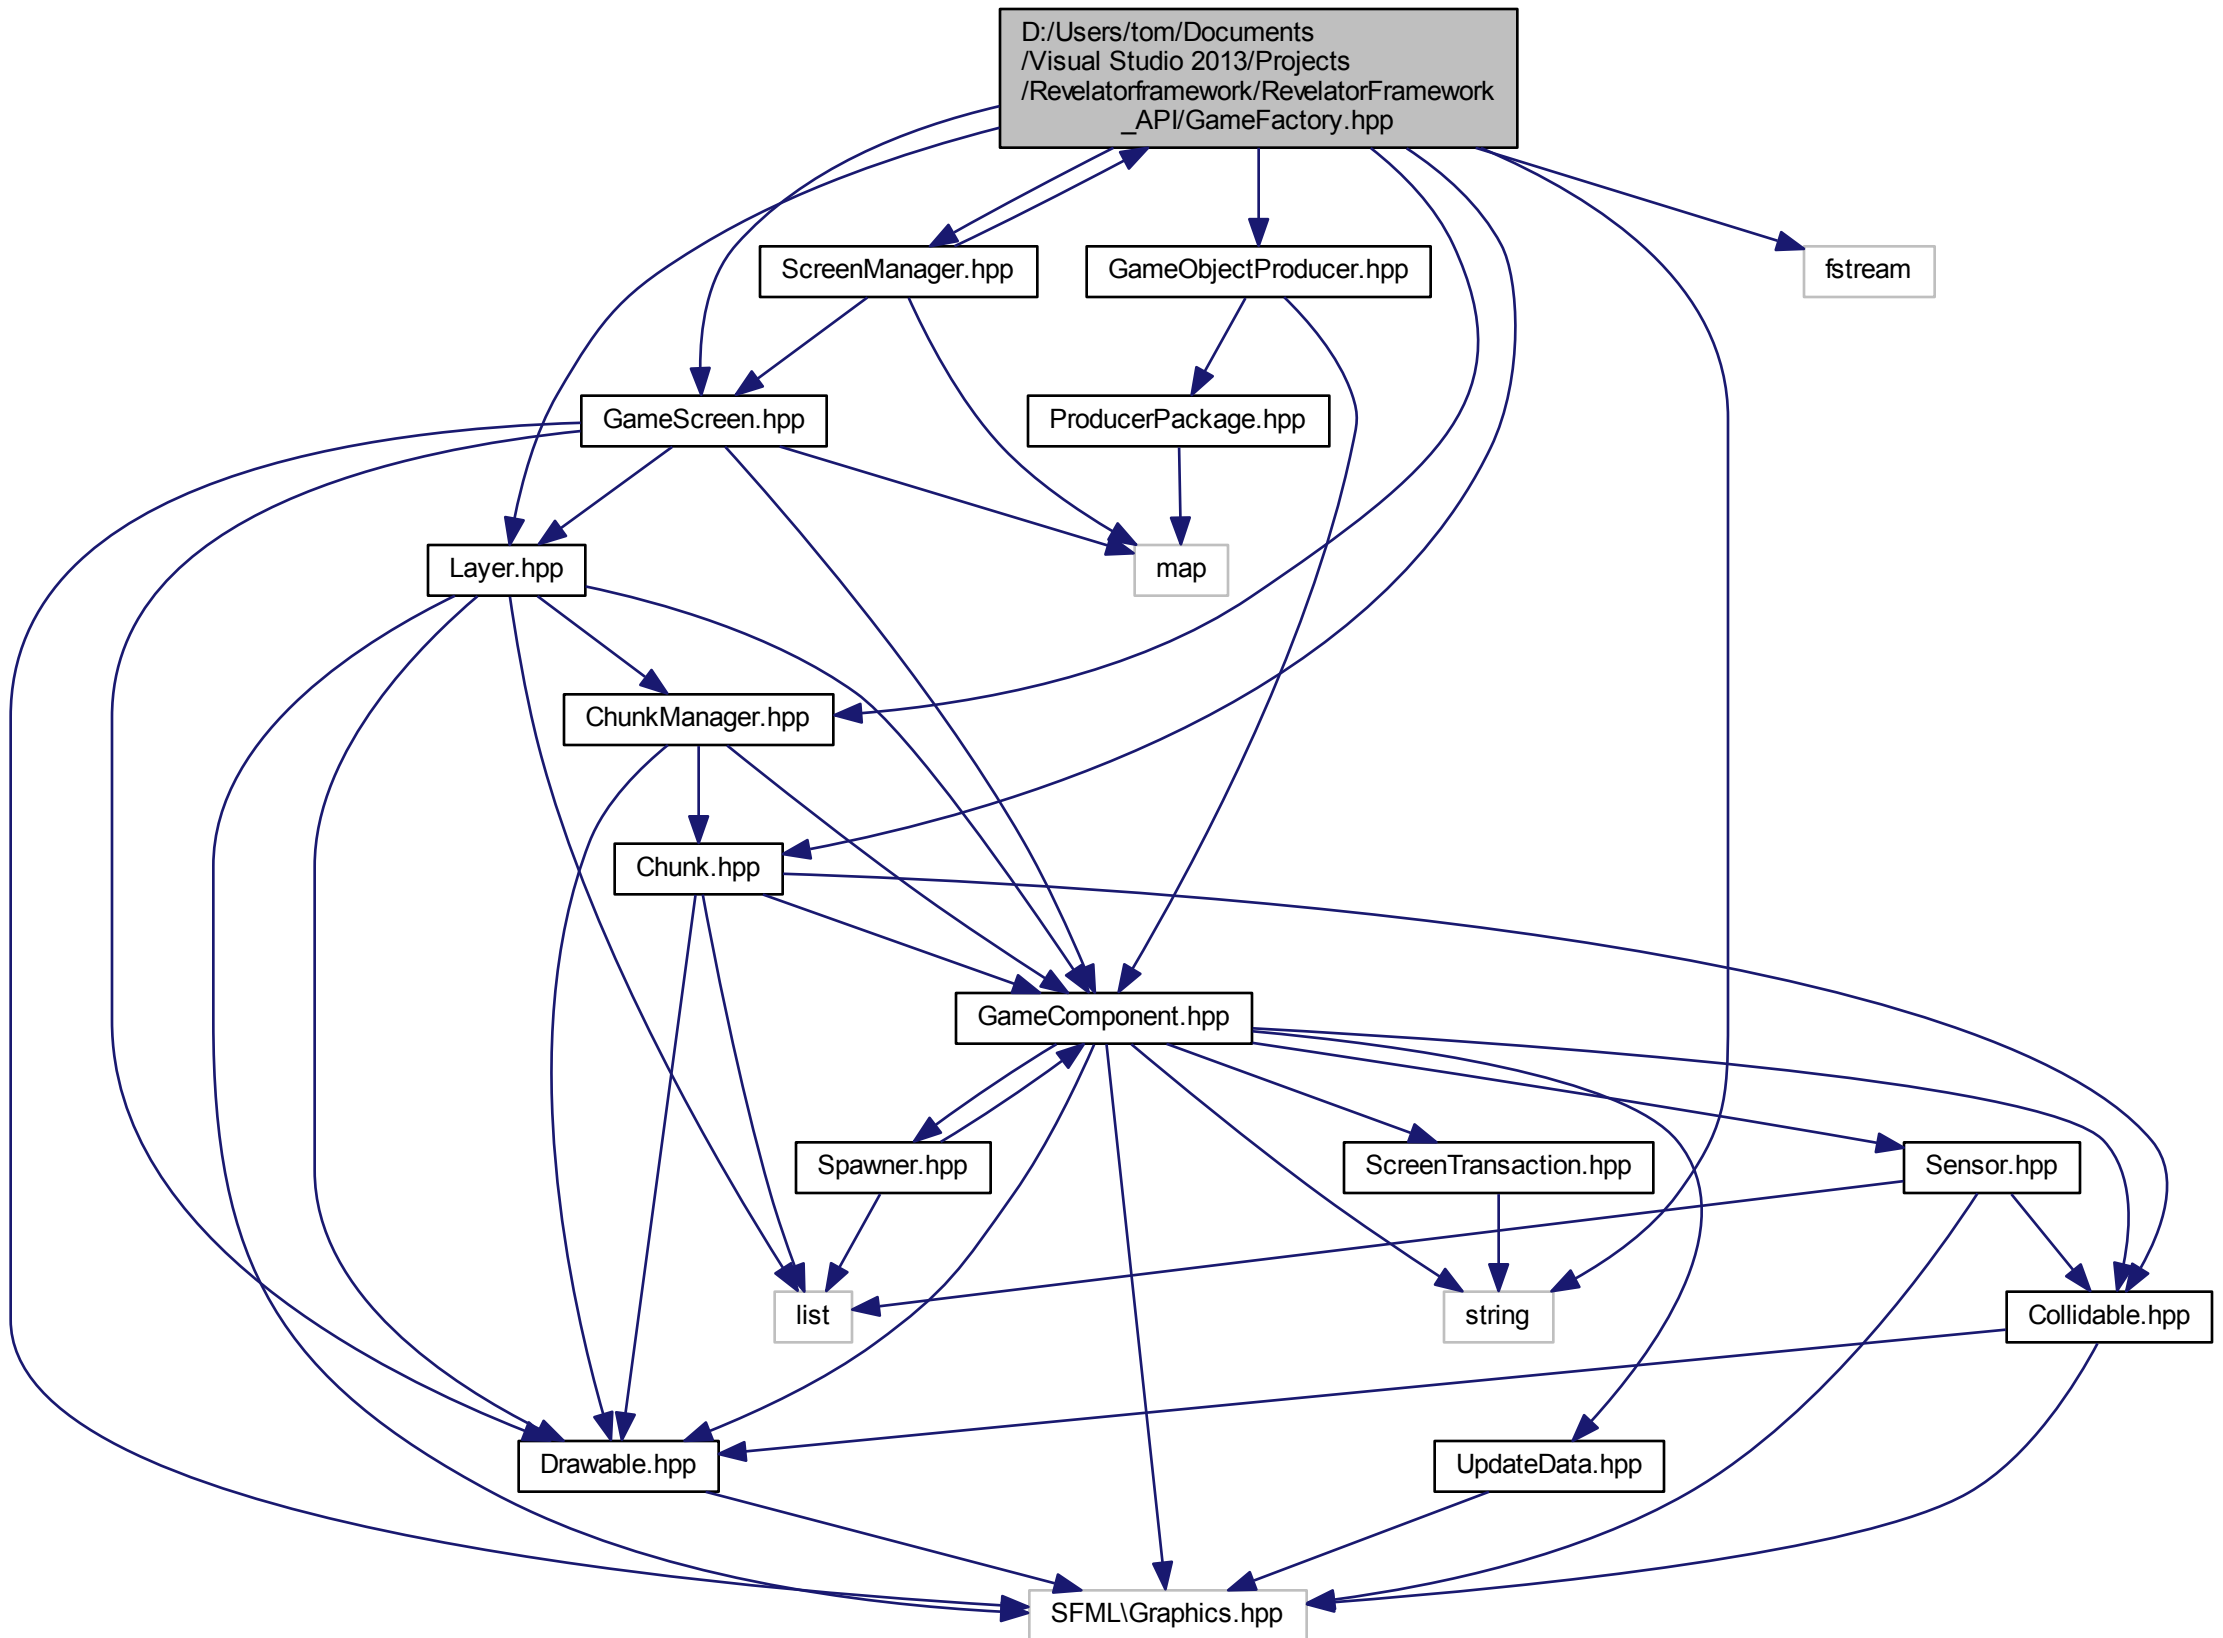 D:/Users/tom/Documents
/Visual Studio 2013/Projects
/Revelatorframework/RevelatorFramework
_API/GameFactory.hpp
ScreenManager.hpp
GameObjectProducer.hpp
fstream
GameScreen.hpp
ProducerPackage.hpp
Layer.hpp
map
ChunkManager.hpp
Chunk.hpp
GameComponent.hpp
Spawner.hpp
ScreenTransaction.hpp
Sensor.hpp
list
string
Collidable.hpp
Drawable.hpp
UpdateData.hpp
SFML\Graphics.hpp